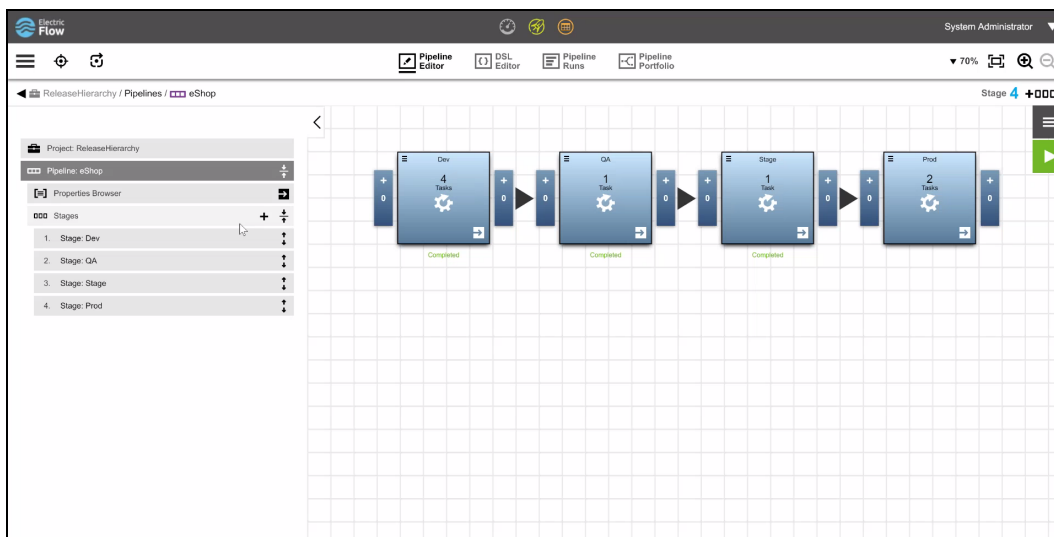 Electric
Flow
System Administrator
Pipeline
Editor
DSL
Editor
Pipeline
Runs
Pipeline
Portfolio
70%
ReleaseHierarchy / Pipelines / eShop
Stage 4
Project: ReleaseHierarchy
Pipeline: eShop
Properties Browser
Stages
1. Stage: Dev
2. Stage: QA
3. Stage: Stage
4. Stage: Prod
+
0
Dev
4
Tasks
Completed
+
0
+
0
QA
1
Task
Completed
+
0
+
0
Stage
1
Task
Completed
+
0
+
0
Prod
2
Tasks
+
0